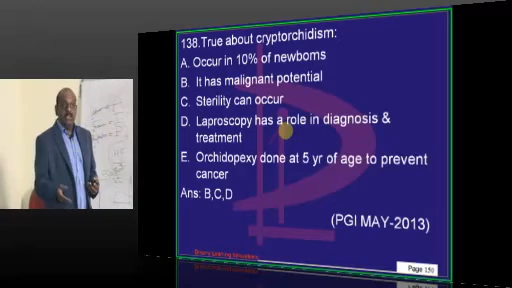 138.True about cryptorchidism:
A. Occur in 10% of newborns
B. It has malignant potential
C. Sterility can occur
D. Laproscopy has a role in diagnosis &
treatment
E. Orchidopexy done at 5 yr of age to prevent
cancer
Ans: B,C,D
(PGI MAY-2013)
Page 150